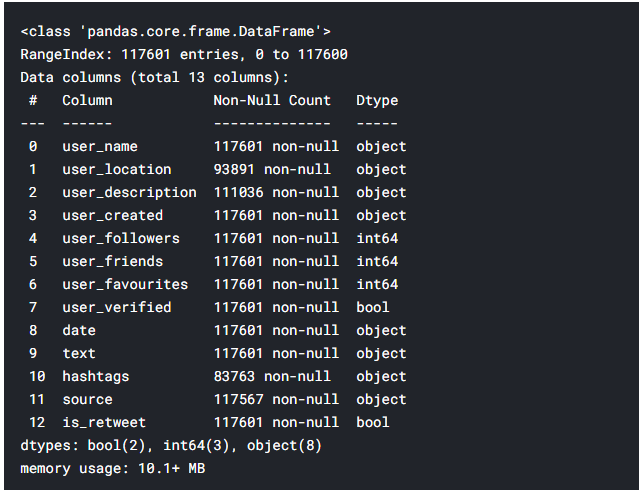 <class 'pandas.core.frame.DataFrame'>
RangeIndex: 117601 entries, 0 to 117600
Data columns (total 13 columns):
 #   Column            Non-Null Count   Dtype
---  ------            --------------   -----
 0   user_name         117601 non-null  object
 1   user_location     93891 non-null   object
 2   user_description  111036 non-null  object
 3   user_created      117601 non-null  object
 4   user_followers    117601 non-null  int64
 5   user_friends      117601 non-null  int64
 6   user_favourites   117601 non-null  int64
 7   user_verified     117601 non-null  bool
 8   date              117601 non-null  object
 9   text              117601 non-null  object
 10  hashtags          83763 non-null   object
 11  source            117567 non-null  object
 12  is_retweet        117601 non-null  bool
dtypes: bool(2), int64(3), object(8)
memory usage: 10.1+ MB